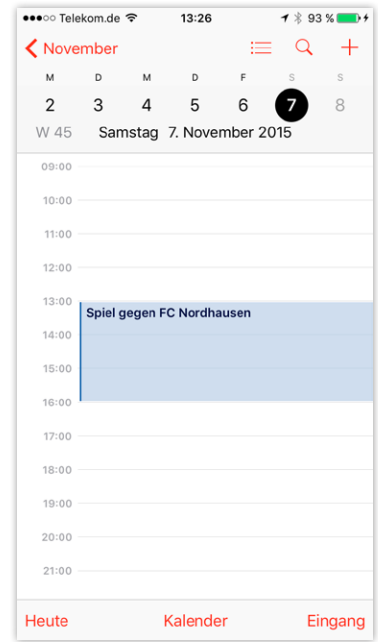 Telekom.de 13:26 93 %
November
M D M D F S S
2 3 4 5 6 7 8
W 45 Samstag 7. November 2015
09:00
10:00
11:00
12:00
13:00
Spiel gegen FC Nordhausen
14:00
15:00
16:00
17:00
18:00
19:00
20:00
21:00
Heute Kalender Eingang